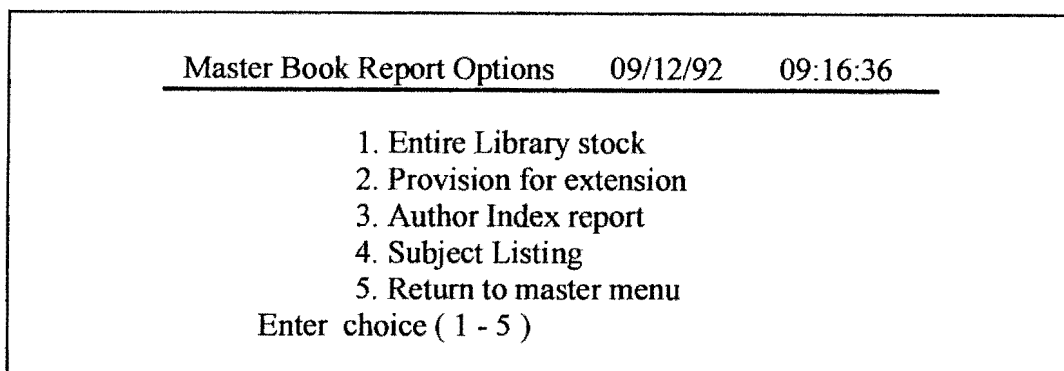 Master Book Report Options 09/12/92 09:16:36
1. Entire Library stock
2. Provision for extension
3. Author Index report
4. Subject Listing
5. Return to master menu
Enter choice ( 1 - 5 )